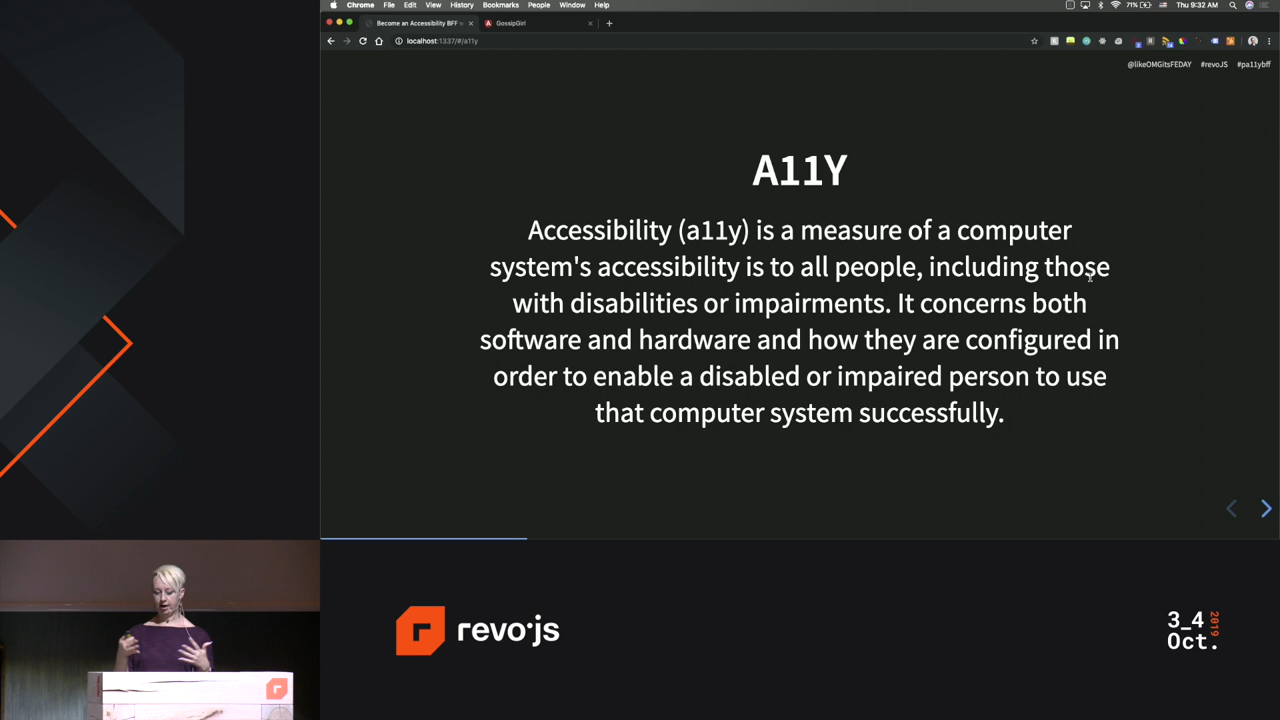 Chrome File Edit View History Bookmarks People Window Help
71%
Thu 9:32 AM
Become an Accessibility BFF
GossipGirl
localhost:1337/#/a11y
@likeOMGitsFEDAY #revoJS #pa11ybff
A11Y
Accessibility (a11y) is a measure of a computer
system's accessibility is to all people, including those
with disabilities or impairments. It concerns both
software and hardware and how they are configured in
order to enable a disabled or impaired person to use
that computer system successfully.
r revo·js
3_4
Oct.
2019
r